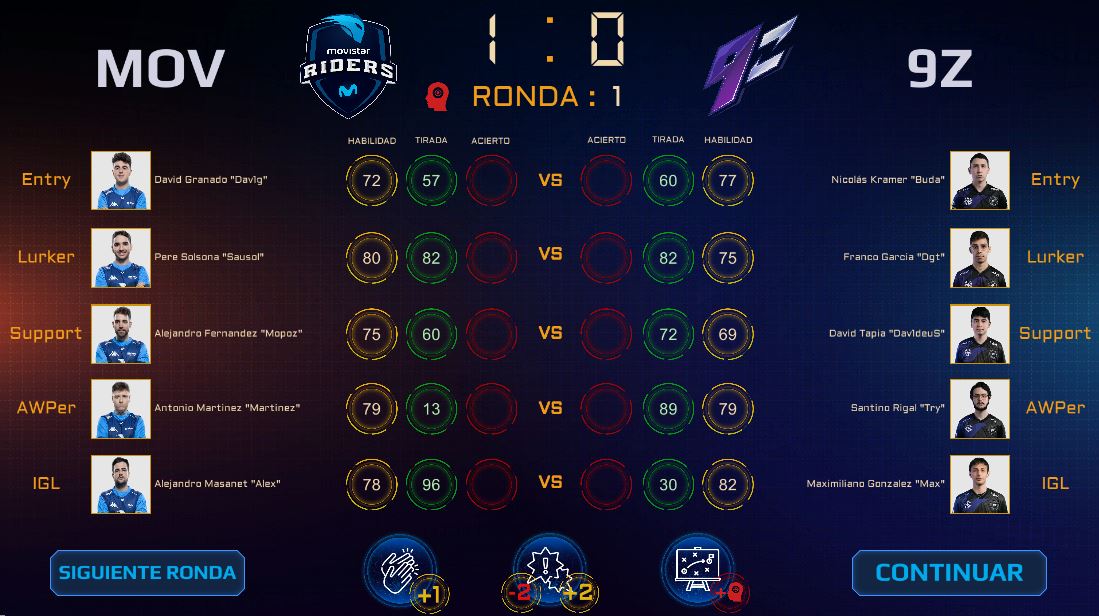 MOV
movistar
RIDERS
1 : 0
9Z
RONDA : 1
HABILIDAD TIRADA ACIERTO ACIERTO TIRADA HABILIDAD
Entry David Granado "Dav1g" 72 57 VS 60 77 Nicolás Kramer "Buda" Entry
Lurker Pere Solsona "Sausol" 80 82 VS 82 75 Franco Garcia "Dgt" Lurker
Support Alejandro Fernandez "Mopoz" 75 60 VS 72 69 David Tapia "Dav1deuS" Support
AWPer Antonio Martinez "Martinez" 79 13 VS 89 79 Santino Rigal "Try" AWPer
IGL Alejandro Masanet "Alex" 78 96 VS 30 82 Maximiliano Gonzalez "Max" IGL
SIGUIENTE RONDA +1 -2 +2 + CONTINUAR